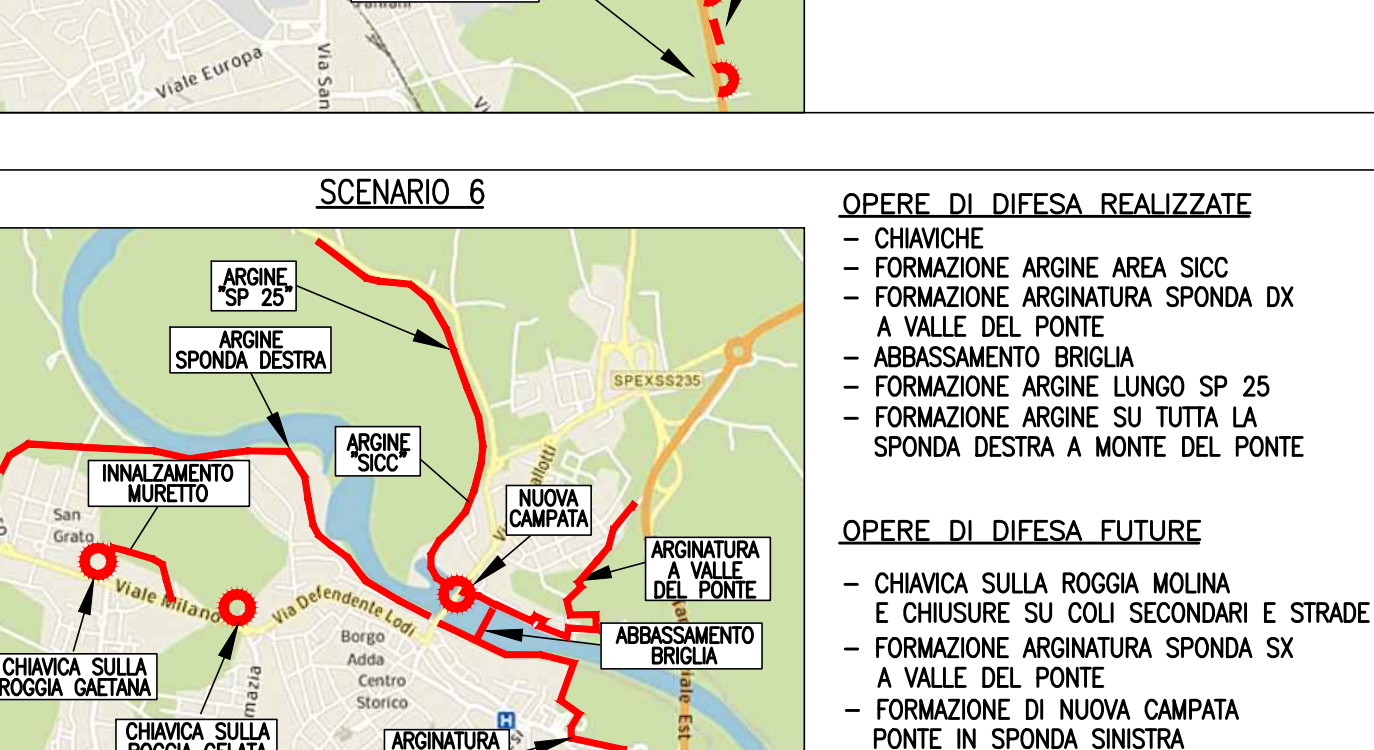 Viale Europa
Via San
SCENARIO 6
ARGINE
"SP 25"
ARGINE
SPONDA DESTRA
SPEXSS235
ARGINE
"SICC"
INNALZAMENTO
MURETTO
NUOVA
CAMPATA
San
Grato
ARGINATURA
A VALLE
DEL PONTE
Viale Milano
Via Defendente Lodi
ABBASSAMENTO
BRIGLIA
Borgo
Adda
Centro
Storico
CHIAVICA SULLA
ROGGIA GAETANA
CHIAVICA SULLA
ROGGIA GELATA
H
ARGINATURA
OPERE DI DIFESA REALIZZATE
– CHIAVICHE
– FORMAZIONE ARGINE AREA SICC
– FORMAZIONE ARGINATURA SPONDA DX
A VALLE DEL PONTE
– ABBASSAMENTO BRIGLIA
– FORMAZIONE ARGINE LUNGO SP 25
– FORMAZIONE ARGINE SU TUTTA LA
SPONDA DESTRA A MONTE DEL PONTE
OPERE DI DIFESA FUTURE
– CHIAVICA SULLA ROGGIA MOLINA
E CHIUSURE SU COLI SECONDARI E STRADE
– FORMAZIONE ARGINATURA SPONDA SX
A VALLE DEL PONTE
– FORMAZIONE DI NUOVA CAMPATA
PONTE IN SPONDA SINISTRA